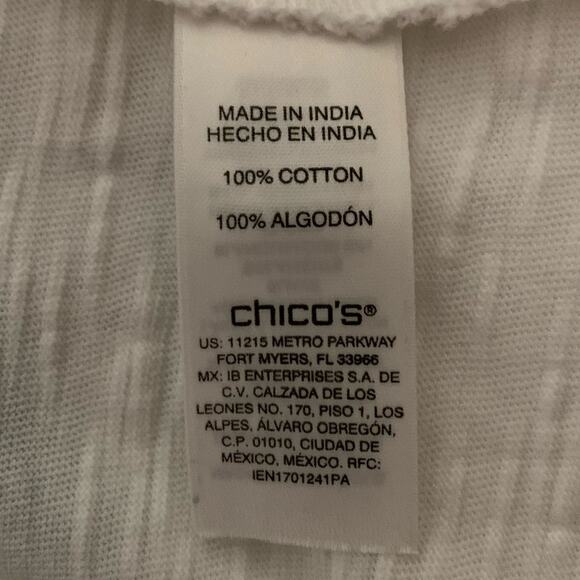 MADE IN INDIA
HECHO EN INDIA
100% COTTON
100% ALGODÓN
chico's®
US: 11215 METRO PARKWAY
FORT MYERS, FL 33966
MX: IB ENTERPRISES S.A. DE
C.V. CALZADA DE LOS
LEONES NO. 170, PISO 1, LOS
ALPES, ÁLVARO OBREGÓN,
C.P. 01010, CIUDAD DE
MÉXICO, MÉXICO. RFC:
IEN1701241PA